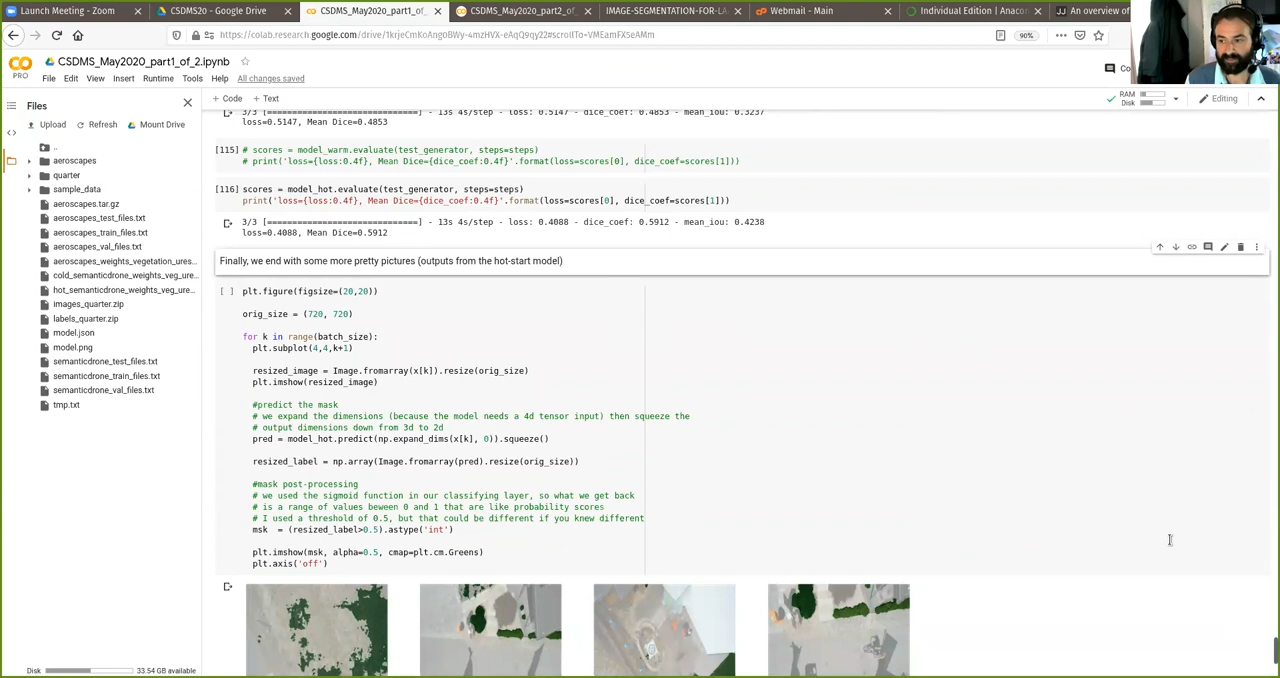 Launch Meeting - Zoom
CSDMS20 - Google Drive
CSDMS_May2020_part1_of_2.
CSDMS_May2020_part2_of_2.
IMAGE-SEGMENTATION-FOR-LA
Webmail - Main
Individual Edition | Anacon
An overview of
https://colab.research.google.com/drive/1krjeCmKoAng0BWy-4mzHVX-eAqQ9qy22#scrollTo=VMEamFX5eAMm
90%
PRO
CSDMS_May2020_part1_of_2.ipynb
File Edit View Insert Runtime Tools Help All changes saved
Co
Files
+ Code + Text
RAM
Disk
Editing
Upload Refresh Mount Drive
..
aeroscapes
quarter
sample_data
aeroscapes.tar.gz
aeroscapes_test_files.txt
aeroscapes_train_files.txt
aeroscapes_val_files.txt
aeroscapes_weights_vegetation_ures...
cold_semanticdrone_weights_veg_ure...
hot_semanticdrone_weights_veg_ure...
images_quarter.zip
labels_quarter.zip
model.json
model.png
semanticdrone_test_files.txt
semanticdrone_train_files.txt
semanticdrone_val_files.txt
tmp.txt
Disk 33.54 GB available
3/3 [==============================] - 13s 4s/step - loss: 0.5147 - dice_coef: 0.4853 - mean_iou: 0.3237
loss=0.5147, Mean Dice=0.4853
[115] # scores = model_warm.evaluate(test_generator, steps=steps)
# print('loss={loss:0.4f}, Mean Dice={dice_coef:0.4f}'.format(loss=scores[0], dice_coef=scores[1]))
[116] scores = model_hot.evaluate(test_generator, steps=steps)
print('loss={loss:0.4f}, Mean Dice={dice_coef:0.4f}'.format(loss=scores[0], dice_coef=scores[1]))
3/3 [==============================] - 13s 4s/step - loss: 0.4088 - dice_coef: 0.5912 - mean_iou: 0.4238
loss=0.4088, Mean Dice=0.5912
Finally, we end with some more pretty pictures (outputs from the hot-start model)
[ ] plt.figure(figsize=(20,20))
orig_size = (720, 720)
for k in range(batch_size):
plt.subplot(4,4,k+1)
resized_image = Image.fromarray(x[k]).resize(orig_size)
plt.imshow(resized_image)
#predict the mask
# we expand the dimensions (because the model needs a 4d tensor input) then squeeze the
# output dimensions down from 3d to 2d
pred = model_hot.predict(np.expand_dims(x[k], 0)).squeeze()
resized_label = np.array(Image.fromarray(pred).resize(orig_size))
#mask post-processing
# we used the sigmoid function in our classifying layer, so what we get back
# is a range of values beween 0 and 1 that are like probability scores
# I used a threshold of 0.5, but that could be different if you knew different
msk = (resized_label>0.5).astype('int')
plt.imshow(msk, alpha=0.5, cmap=plt.cm.Greens)
plt.axis('off')